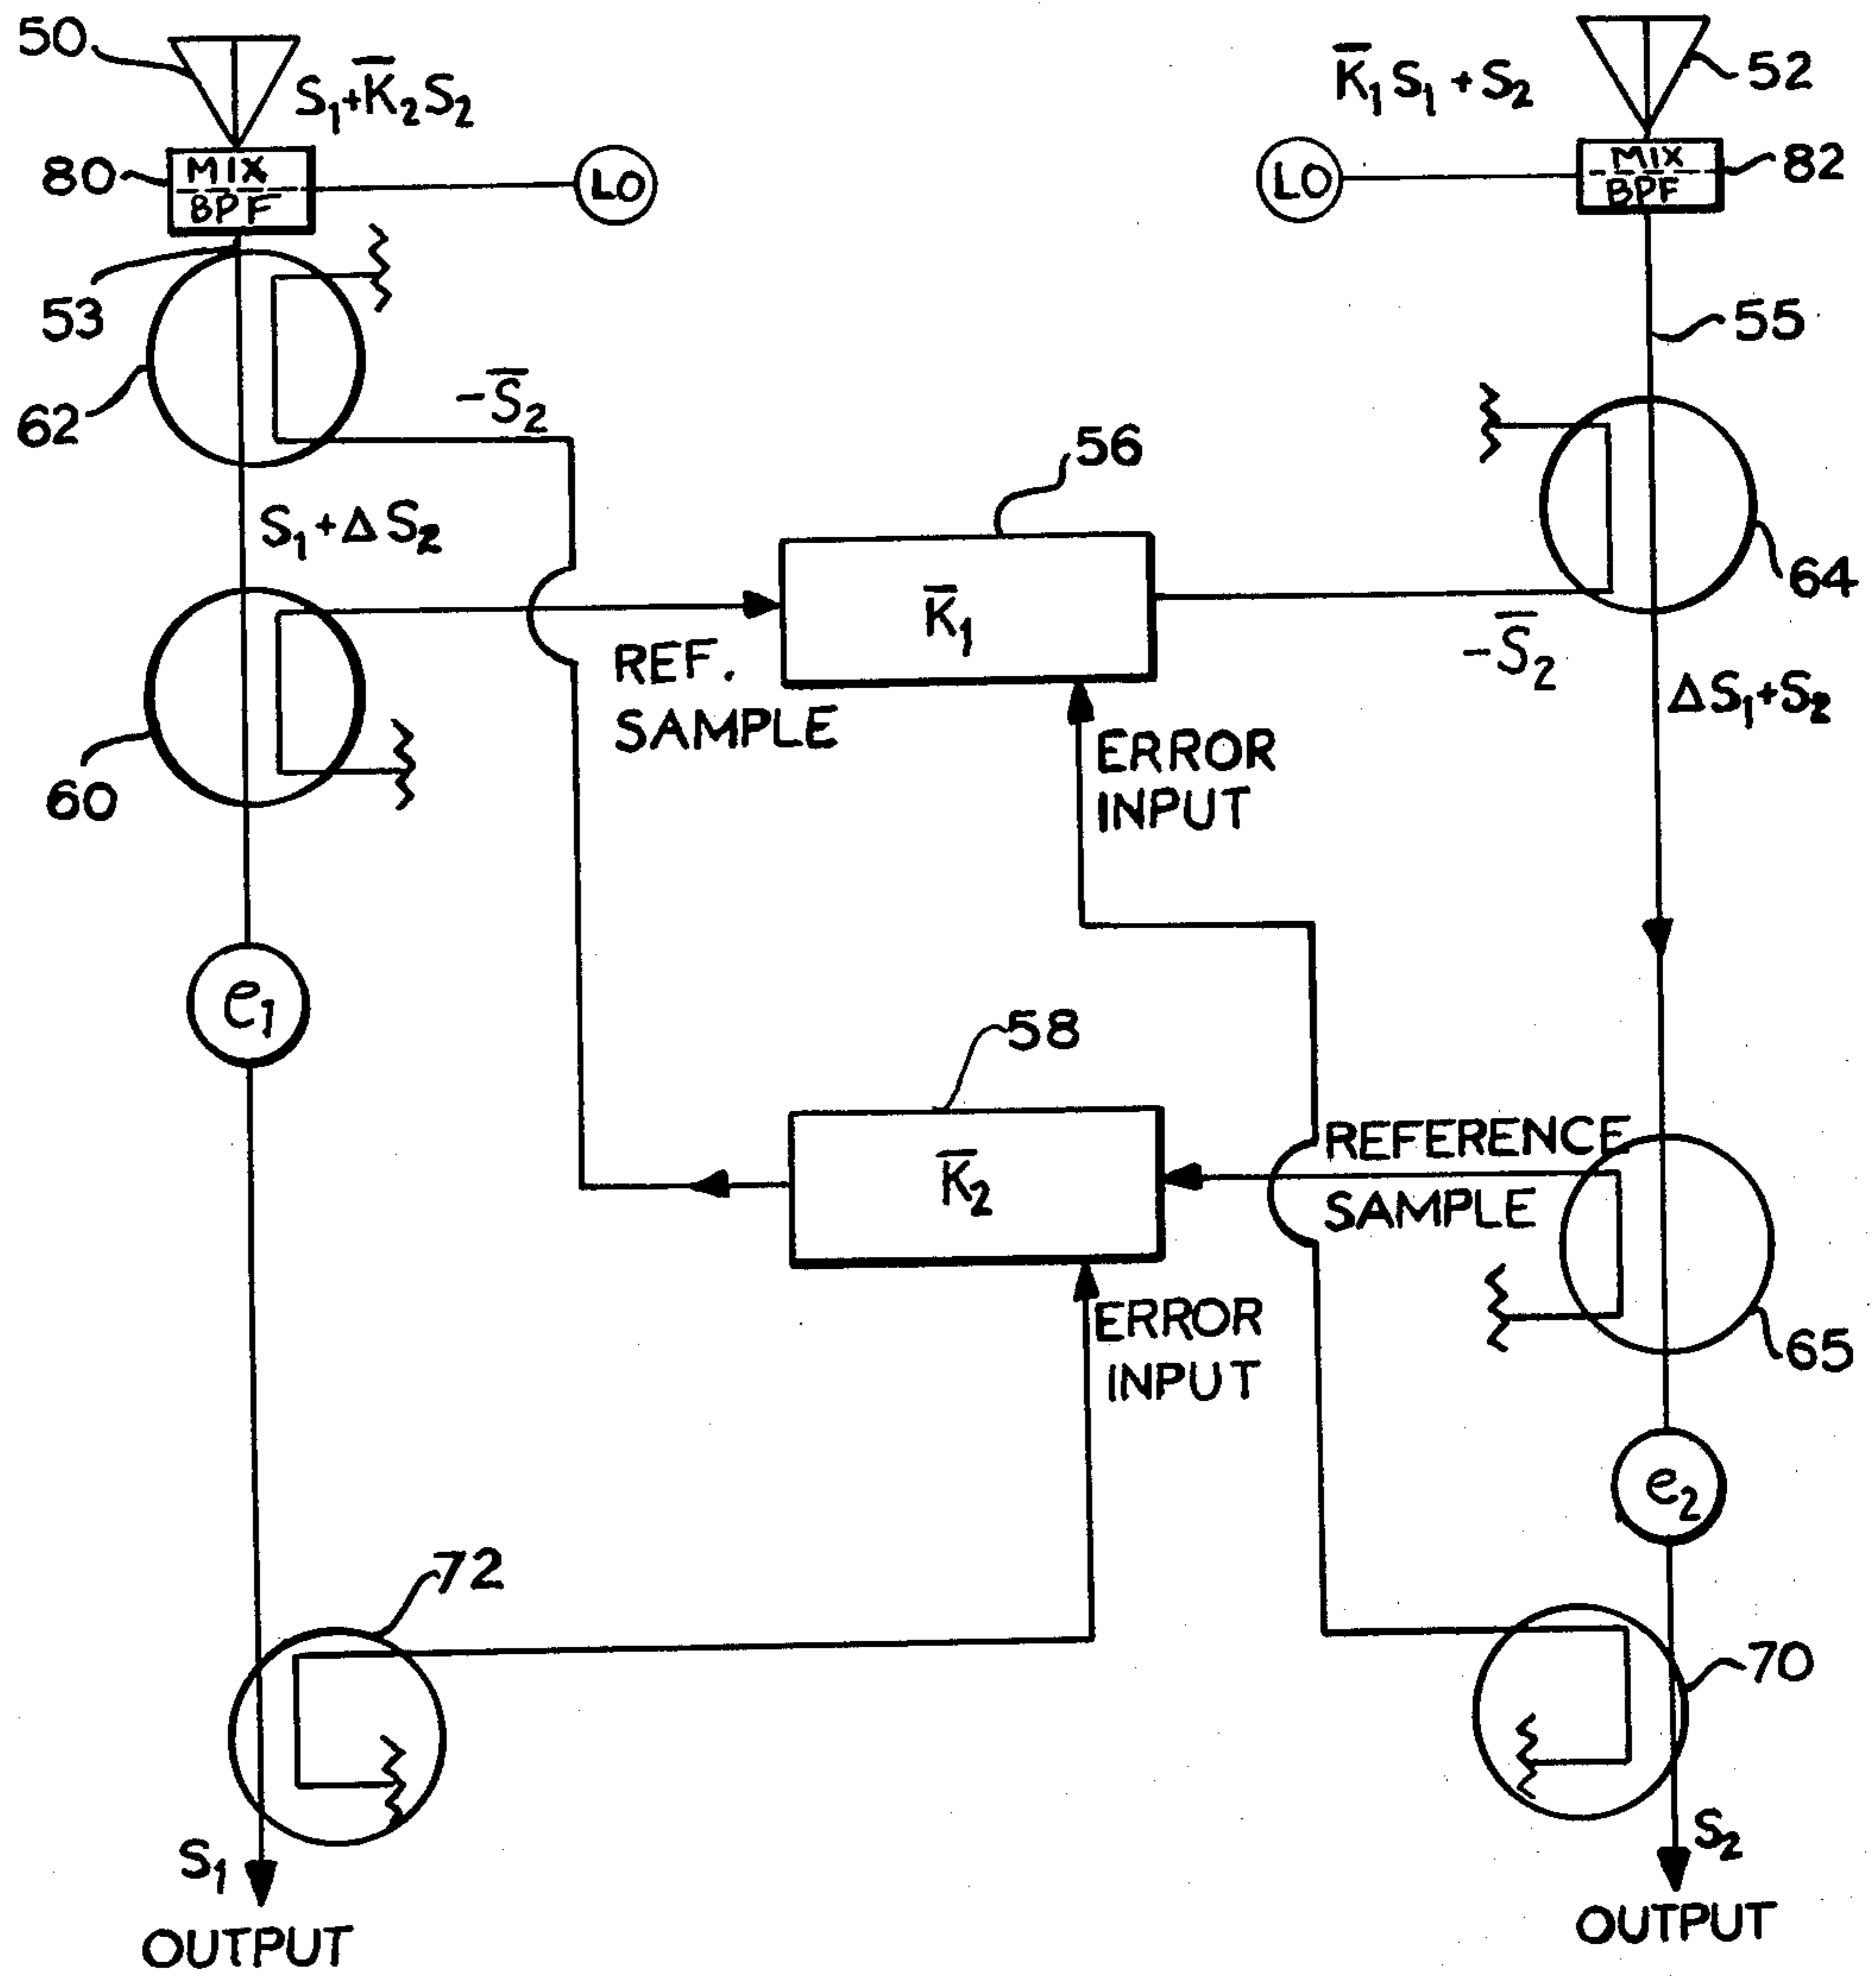 50
S₁+K̅₂S₂
K̅₁S₁+S₂
52
80
MIX
BPF
LO
LO
MIX
BPF
82
53
55
62
-S̅₂
56
S₁+ΔS₂
64
K̅₁
REF.
SAMPLE
-S̅₂
ΔS₁+S₂
60
ERROR
INPUT
e₁
58
REFERENCE
SAMPLE
K̅₂
ERROR
INPUT
65
e₂
72
70
S₁
S₂
OUTPUT
OUTPUT